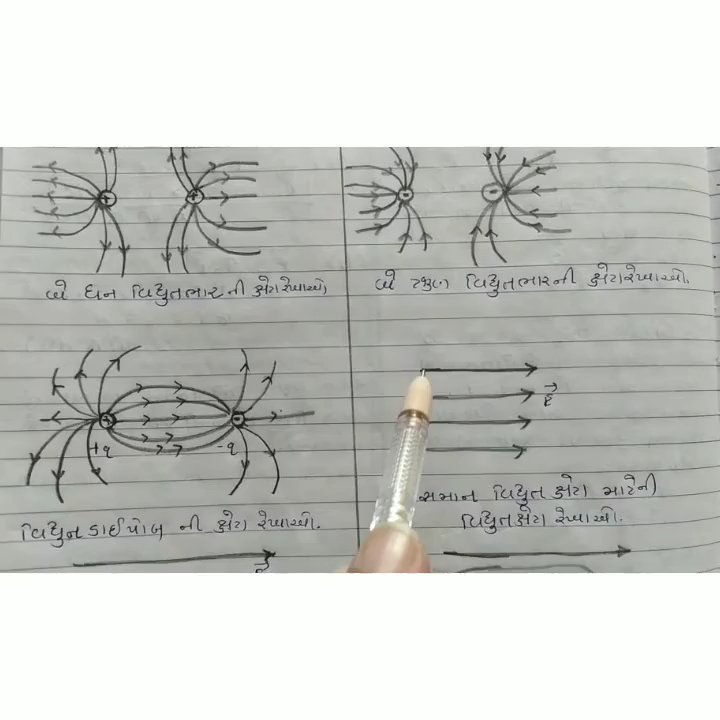 +
+
-
-
બે ધન વિદ્યુતભારની ક્ષેત્રરેખાઓ
બે ઋણ વિદ્યુતભારની ક્ષેત્રરેખાઓ.
+
-
+q
-q
E
વિદ્યુત ડાઈપોલ ની ક્ષેત્ર રેખાઓ.
સમાન વિદ્યુત ક્ષેત્ર માટેની
વિદ્યુતક્ષેત્ર રેખાઓ.